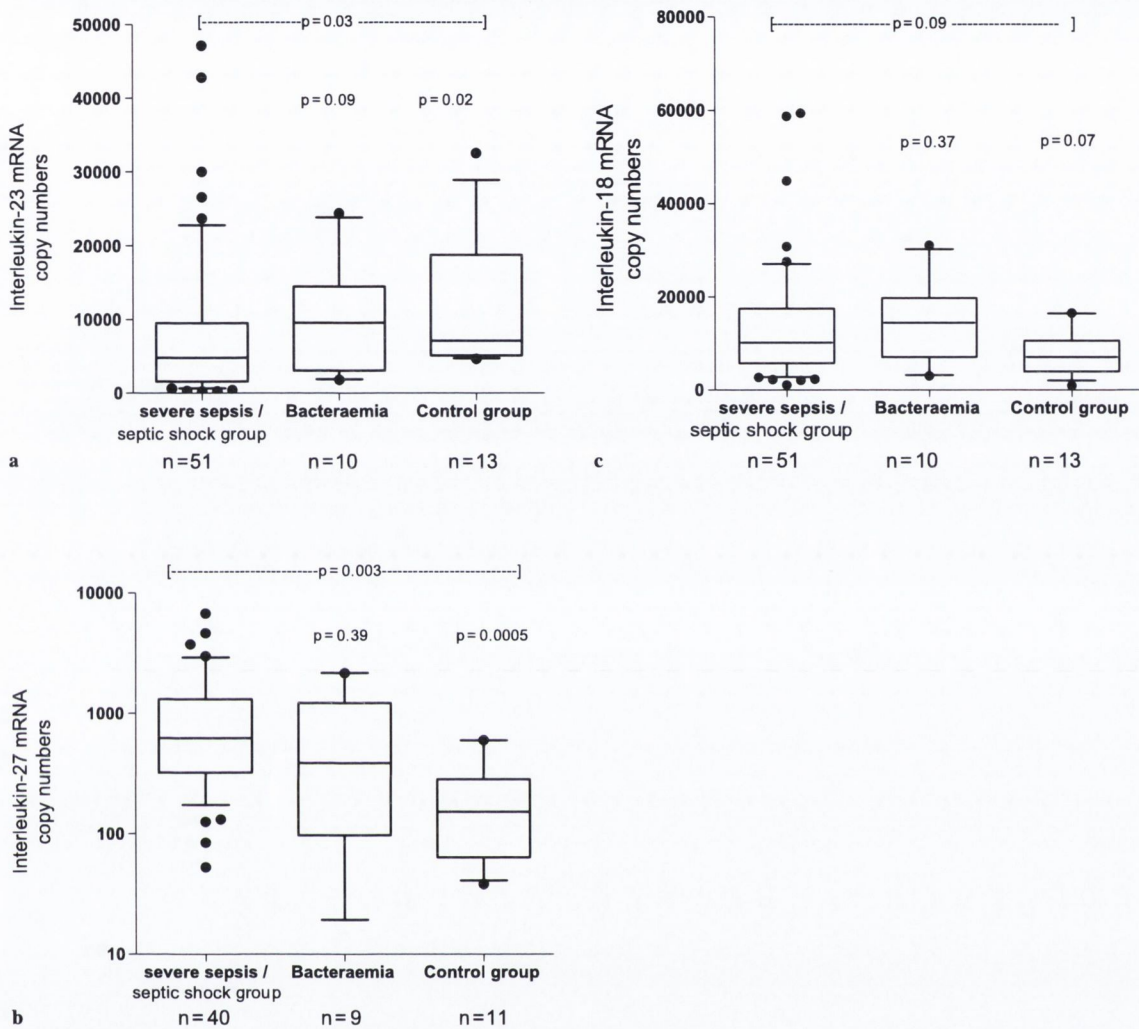 [--------------------p = 0.03--------------------]
50000
40000
30000
20000
10000
0
Interleukin-23 mRNA
copy numbers
p = 0.09
p = 0.02
severe sepsis /
septic shock group
Bacteraemia
Control group
a
n = 51
n = 10
n = 13
[--------------------p = 0.09--------------------]
80000
60000
40000
20000
0
Interleukin-18 mRNA
copy numbers
p = 0.37
p = 0.07
severe sepsis /
septic shock group
Bacteraemia
Control group
c
n = 51
n = 10
n = 13
[--------------------p = 0.003--------------------]
10000
1000
100
10
Interleukin-27 mRNA
copy numbers
p = 0.39
p = 0.0005
severe sepsis /
septic shock group
Bacteraemia
Control group
b
n = 40
n = 9
n = 11